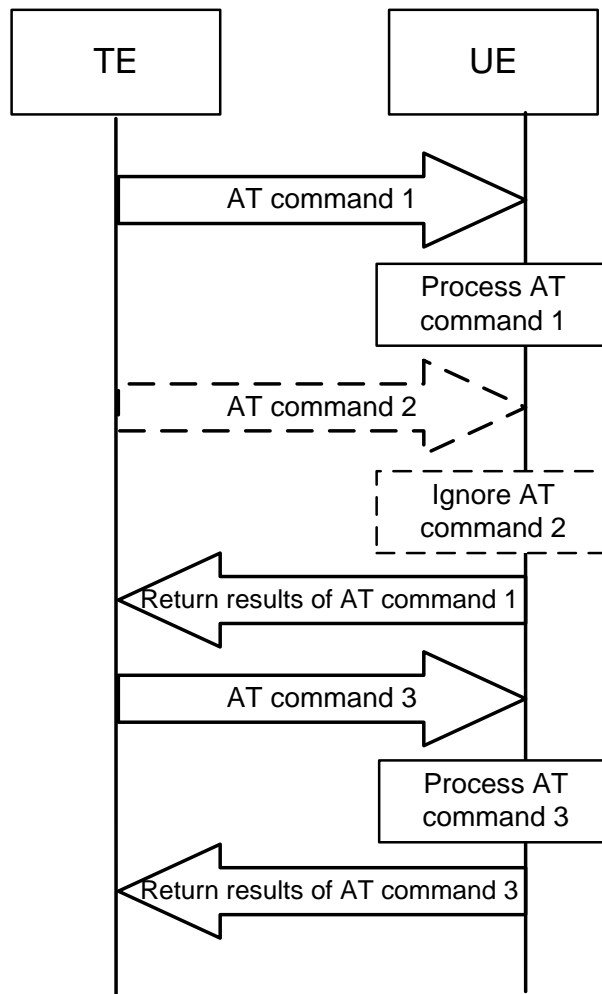 TE
UE
AT command 1
Process AT
command 1
AT command 2
Ignore AT
command 2
Return results of AT command 1
AT command 3
Process AT
command 3
Return results of AT command 3